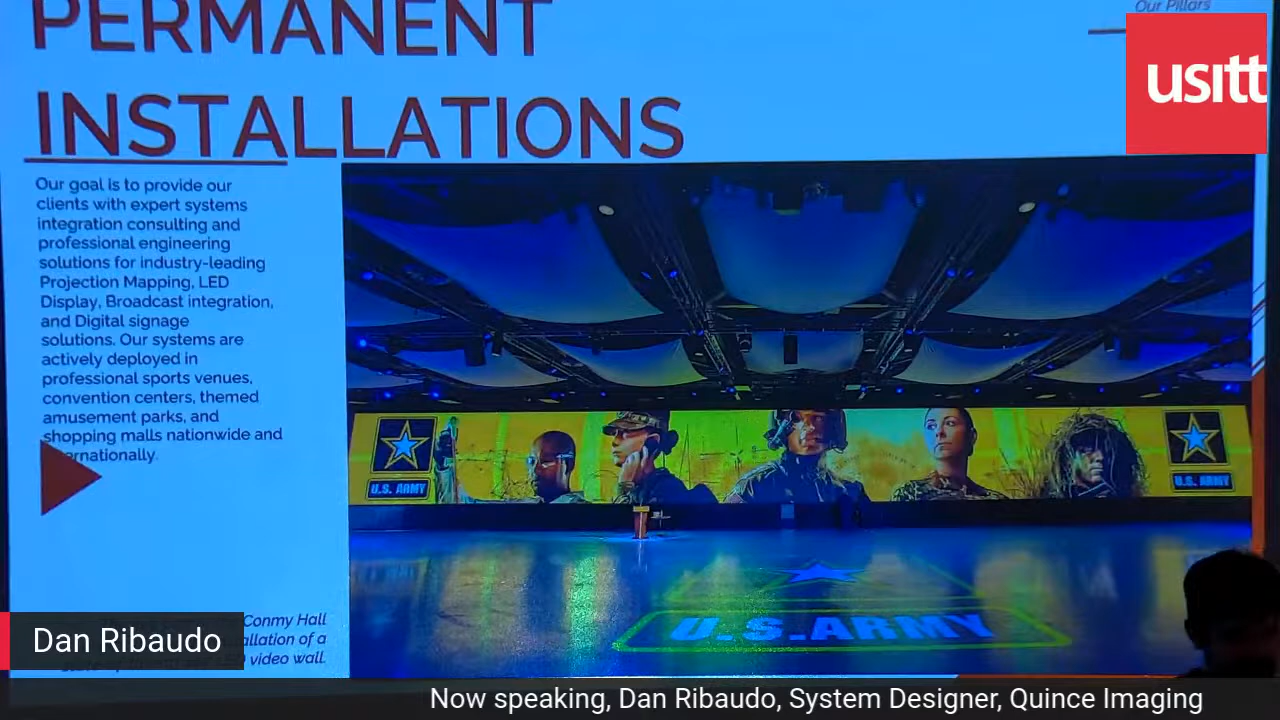 PERMANENT
Our Pillars
usitt
INSTALLATIONS
Our goal is to provide our
clients with expert systems
integration consulting and
professional engineering
solutions for industry-leading
Projection Mapping, LED
Display, Broadcast integration,
and Digital signage
solutions. Our systems are
actively deployed in
professional sports venues,
convention centers, themed
amusement parks, and
shopping malls nationwide and
ernationally.
U.S. ARMY
U.S. ARMY
U.S.ARMY
Conmy Hall
allation of a
video wall.
Dan Ribaudo
Now speaking, Dan Ribaudo, System Designer, Quince Imaging